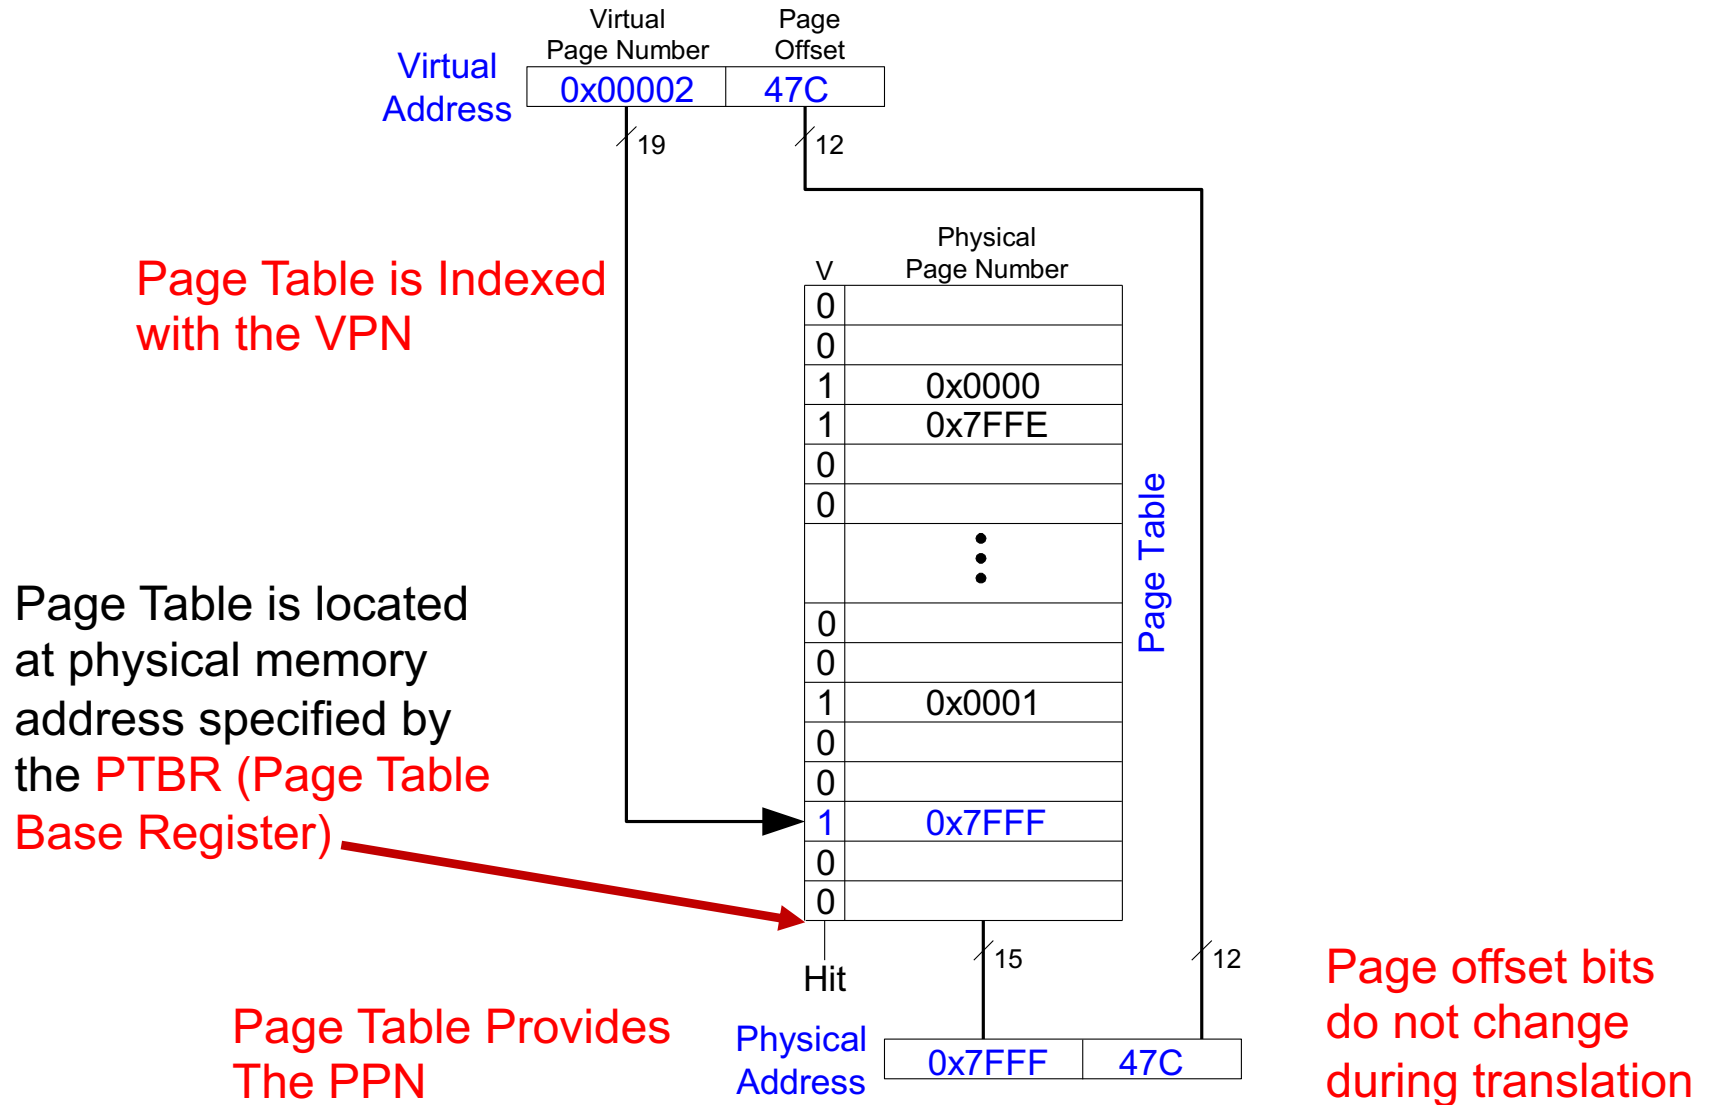 Virtual
Page Number
Page
Offset
Virtual
Address
0x00002
47C
19
12
Page Table is Indexed
with the VPN
Physical
Page Number
V
0
0
1 0x0000
1 0x7FFE
0
0
0
0
1 0x0001
0
0
1 0x7FFF
0
0
Page Table
Page Table is located
at physical memory
address specified by
the PTBR (Page Table
Base Register)
Hit
15
12
Page Table Provides
The PPN
Physical
Address
0x7FFF
47C
Page offset bits
do not change
during translation